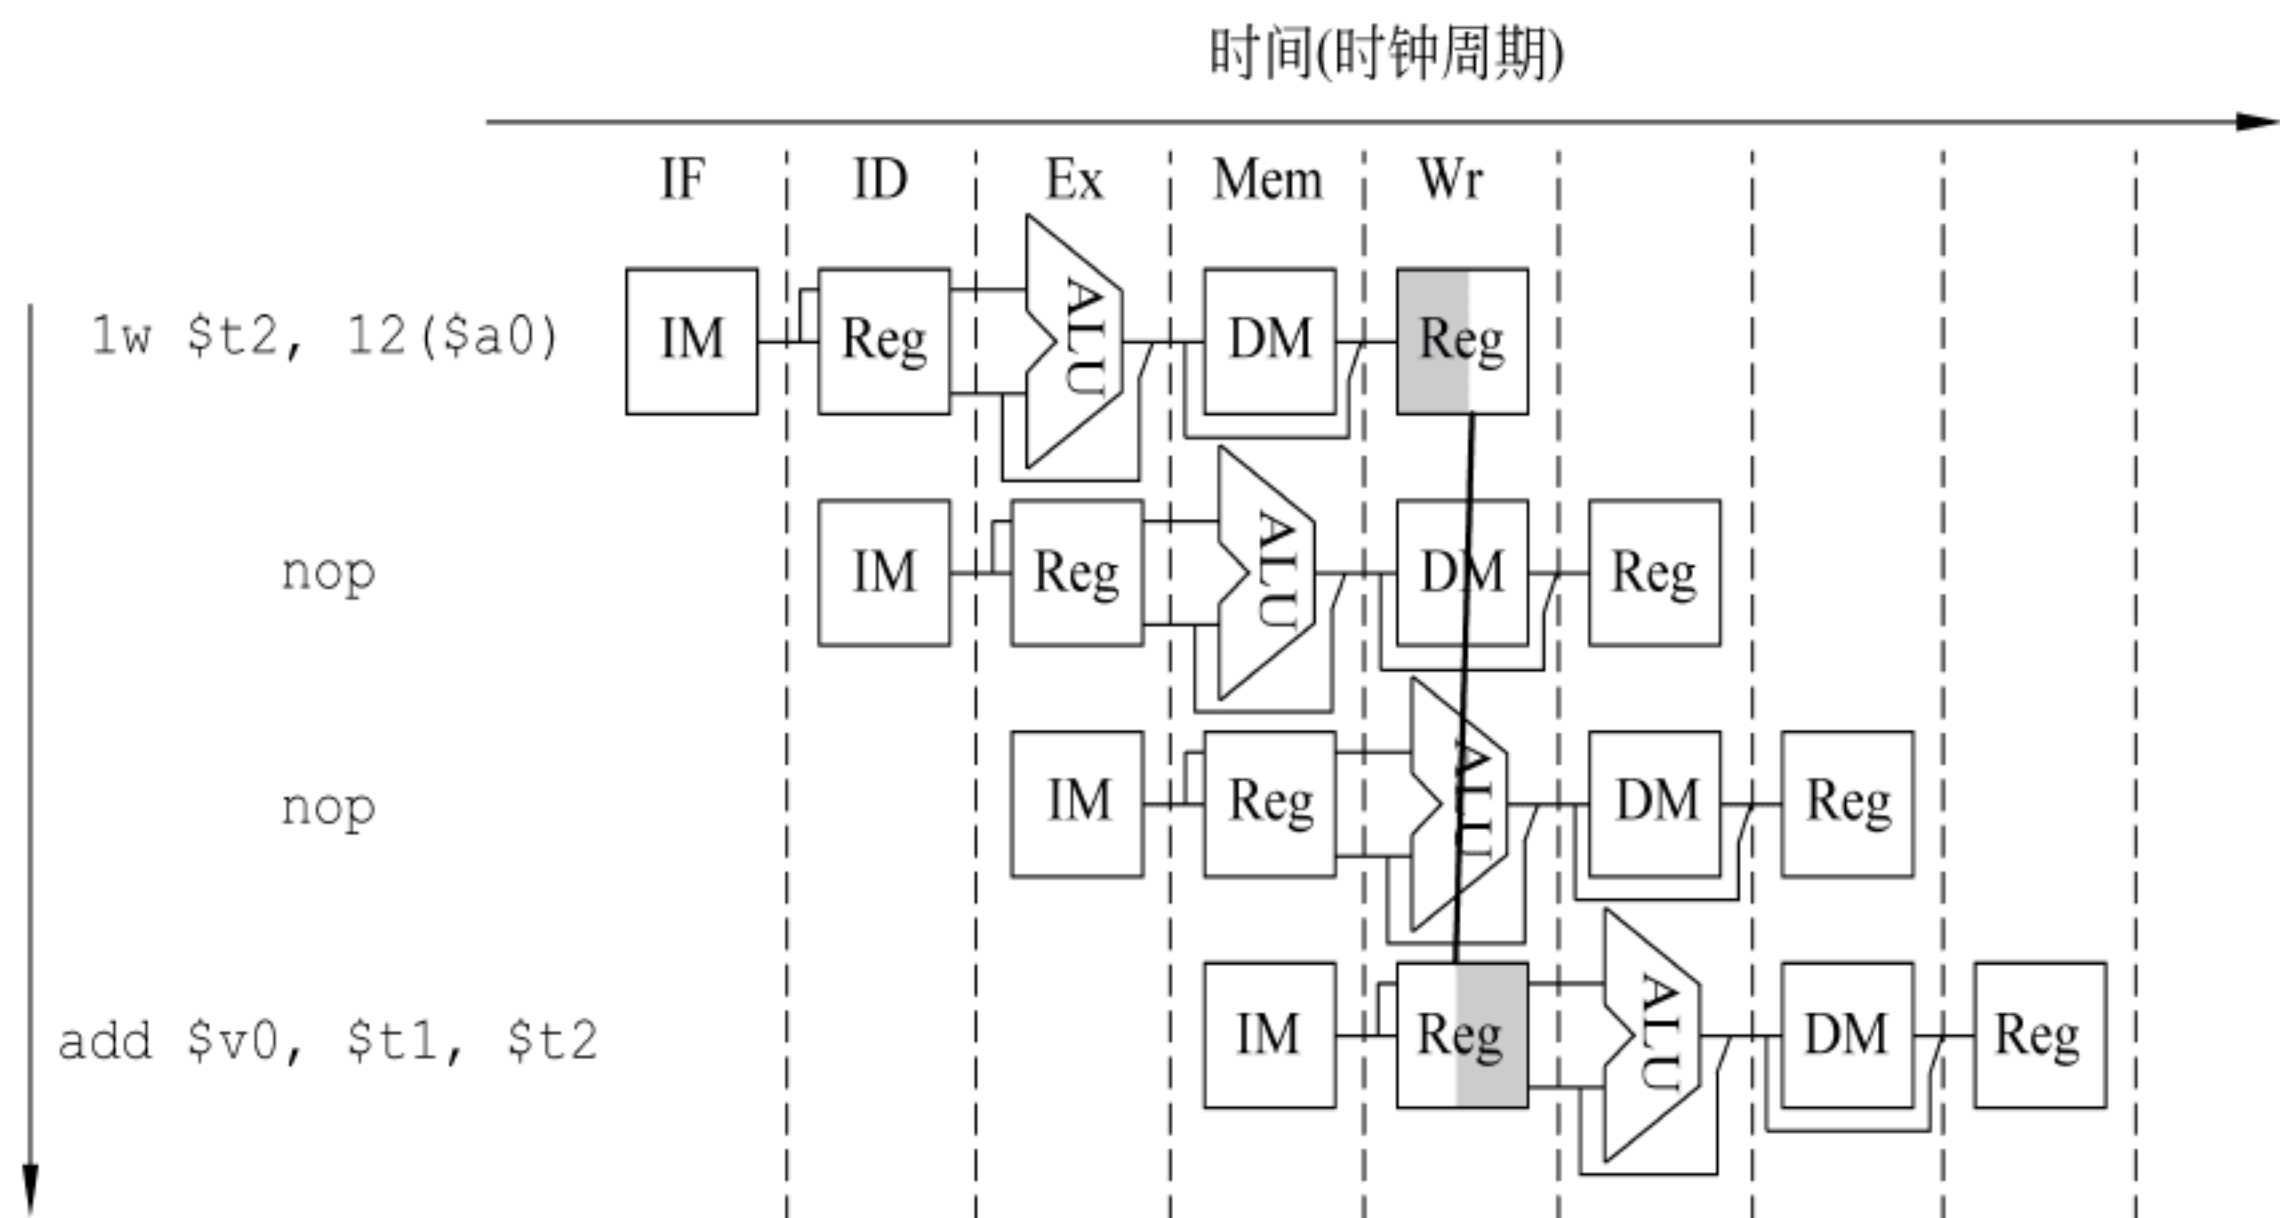 时间(时钟周期)
IF ID Ex Mem Wr
lw $t2, 12($a0) IM Reg ALU DM Reg
nop IM Reg ALU DM Reg
nop IM Reg ALU DM Reg
add $v0, $t1, $t2 IM Reg ALU DM Reg